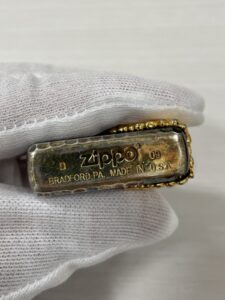 D Zippo 09
BRADFORD.PA. MADE IN U.S.A.